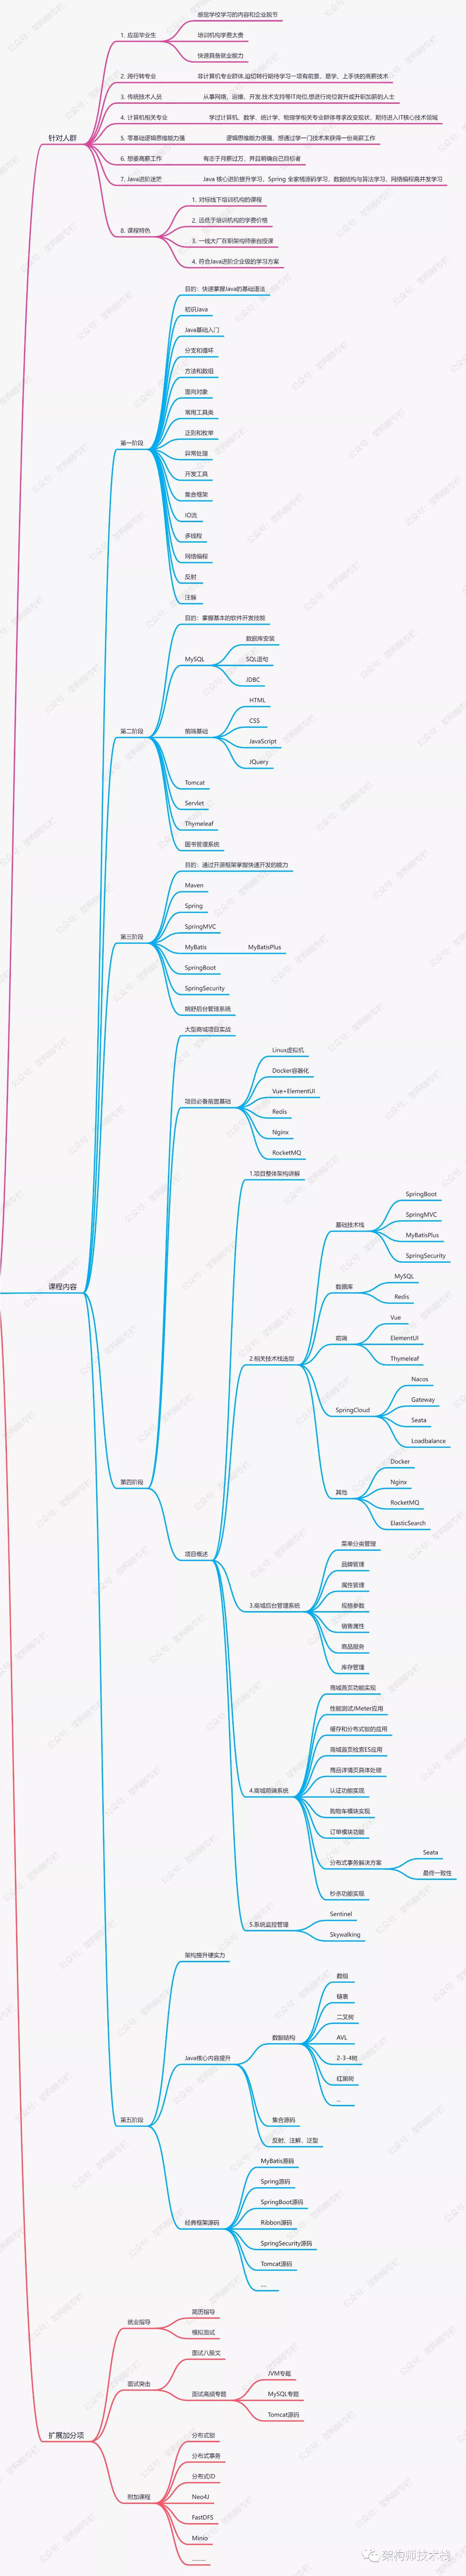 感觉学校学习的内容和企业脱节
1. 应届毕业生
培训机构学费太贵
快速具备就业能力
2. 跨行转专业
非计算机专业群体,迫切转行期待学习一项有前景、易学、上手快的高薪技术
3. 传统技术人员
从事网络、运维、开发,技术支持等IT岗位,想进行岗位晋升或升职加薪的人士
4. 计算机相关专业
学过计算机、数学、统计学、物理学相关专业群体寻求改变现状，期待进入IT核心技术领域
针对人群
5. 零基础逻辑思维能力强
逻辑思维能力很强，想通过学一门技术来获得一份高薪工作
6. 想要高薪工作
有志于月薪过万、并且明确自己目标者
7. Java进阶迷茫
Java 核心进阶提升学习，Spring 全家桶源码学习，数据结构与算法学习，网络编程高并发学习
1. 对标线下培训机构的课程
2. 远低于培训机构的学费价格
8. 课程特色
3. 一线大厂在职架构师亲自授课
4. 符合Java进阶企业级的学习方案
目的：快速掌握Java的基础语法
初识Java
Java基础入门
分支和循环
方法和数组
面向对象
常用工具类
正则和枚举
第一阶段
异常处理
开发工具
集合框架
IO流
多线程
网络编程
反射
注解
目的：掌握基本的软件开发技能
数据库安装
MySQL
SQL语句
JDBC
HTML
CSS
第二阶段
前端基础
JavaScript
JQuery
Tomcat
Servlet
Thymeleaf
图书管理系统
目的：通过开源框架掌握快速开发的能力
Maven
Spring
SpringMVC
第三阶段
MyBatis
MyBatisPlus
SpringBoot
SpringSecurity
朔舒后台管理系统
大型商城项目实战
Linux虚拟机
Docker容器化
Vue+ElementUI
项目必备前置基础
Redis
Nginx
RocketMQ
1.项目整体架构讲解
SpringBoot
SpringMVC
基础技术栈
MyBatisPlus
SpringSecurity
MySQL
课程内容
数据库
Redis
Vue
前端
ElementUI
2.相关技术栈选型
Thymeleaf
Nacos
Gateway
SpringCloud
Seata
Loadbalance
Docker
第四阶段
其他
Nginx
RocketMQ
ElasticSearch
菜单分类管理
项目概述
品牌管理
属性管理
3.商城后台管理系统
规格参数
销售属性
商品服务
库存管理
商城首页功能实现
性能测试JMeter应用
缓存和分布式锁的应用
商城首页检索ES应用
商品详情页具体处理
4.商城前端系统
认证功能实现
购物车模块实现
订单模块功能
Seata
分布式事务解决方案
最终一致性
秒杀功能实现
Sentinel
5.系统监控管理
Skywalking
架构提升硬实力
数组
链表
二叉树
数据结构
AVL
Java核心内容提升
2-3-4树
红黑树
...
第五阶段
集合源码
反射、注解、泛型
MyBatis源码
Spring源码
SpringBoot源码
经典框架源码
Ribbon源码
SpringSecurity源码
Tomcat源码
....
简历指导
就业指导
模拟面试
面试八股文
面试突击
JVM专题
面试高频专题
MySQL专题
Tomcat源码
扩展加分项
分布式锁
分布式事务
分布式ID
附加课程
Neo4J
FastDFS
Minio
........
架构师技术栈